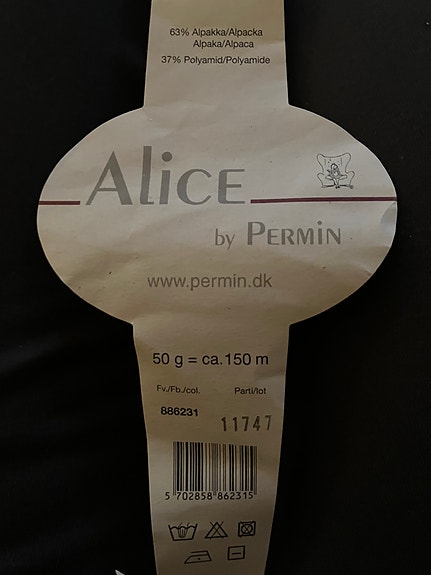 63% Alpakka/Alpacka
Alpaka/Alpaca
37% Polyamid/Polyamide
ALiCE
by PERMiN
www.permin.dk
50 g = ca.150 m
Fv./Fb./col. Parti/lot
886231 11747
5 702858 862315